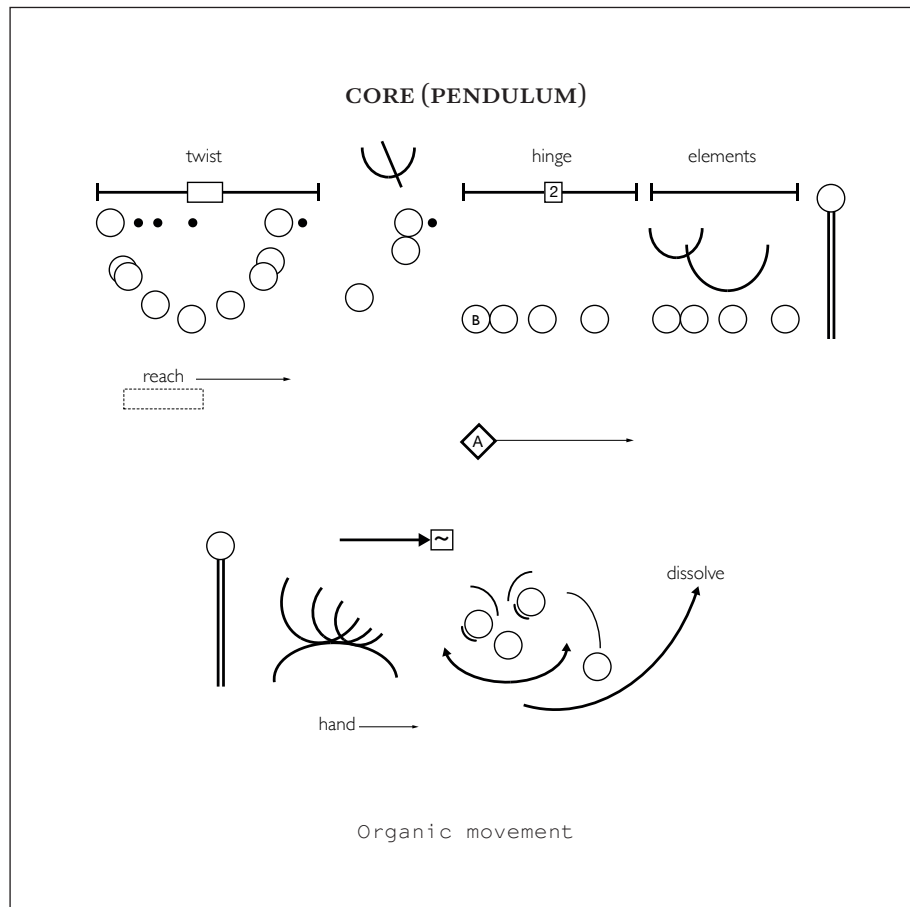 CORE (PENDULUM)
twist
hinge
elements
2
B
reach
A
~
dissolve
hand
Organic movement